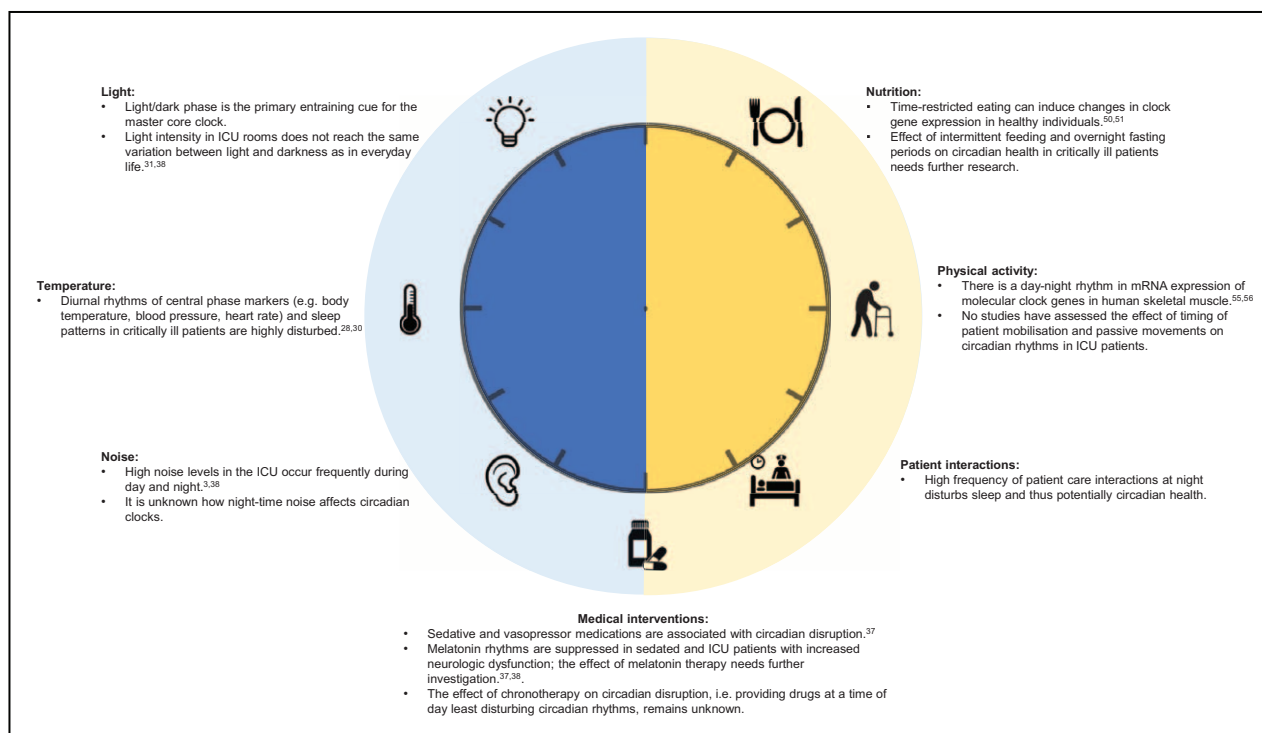 Light:
• Light/dark phase is the primary entraining cue for the
master core clock.
• Light intensity in ICU rooms does not reach the same
variation between light and darkness as in everyday
life.31,38
Temperature:
• Diurnal rhythms of central phase markers (e.g. body
temperature, blood pressure, heart rate) and sleep
patterns in critically ill patients are highly disturbed.28,30
Noise:
• High noise levels in the ICU occur frequently during
day and night.3,38
• It is unknown how night-time noise affects circadian
clocks.
Nutrition:
▪ Time-restricted eating can induce changes in clock
gene expression in healthy individuals.50,51
▪ Effect of intermittent feeding and overnight fasting
periods on circadian health in critically ill patients
needs further research.
Physical activity:
• There is a day-night rhythm in mRNA expression of
molecular clock genes in human skeletal muscle.55,56
• No studies have assessed the effect of timing of
patient mobilisation and passive movements on
circadian rhythms in ICU patients.
Patient interactions:
• High frequency of patient care interactions at night
disturbs sleep and thus potentially circadian health.
Medical interventions:
• Sedative and vasopressor medications are associated with circadian disruption.37
• Melatonin rhythms are suppressed in sedated and ICU patients with increased
neurologic dysfunction; the effect of melatonin therapy needs further
investigation.37,38.
• The effect of chronotherapy on circadian disruption, i.e. providing drugs at a time of
day least disturbing circadian rhythms, remains unknown.